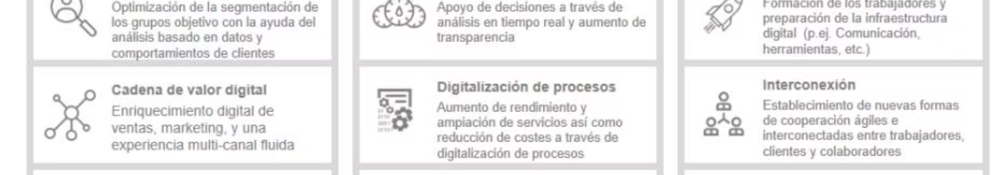 Optimización de la segmentación de
los grupos objetivo con la ayuda del
análisis basado en datos y
comportamientos de clientes
Apoyo de decisiones a través de
análisis en tiempo real y aumento de
transparencia
Formación de los trabajadores y
preparación de la infraestructura
digital (p.ej. Comunicación,
herramientas, etc.)
Cadena de valor digital
Enriquecimiento digital de
ventas, marketing, y una
experiencia multi-canal fluida
Digitalización de procesos
Aumento de rendimiento y
ampiación de servicios así como
reducción de costes a través de
digitalización de procesos
Interconexión
Establecimiento de nuevas formas
de cooperación ágiles e
interconectadas entre trabajadores,
clientes y colaboradores